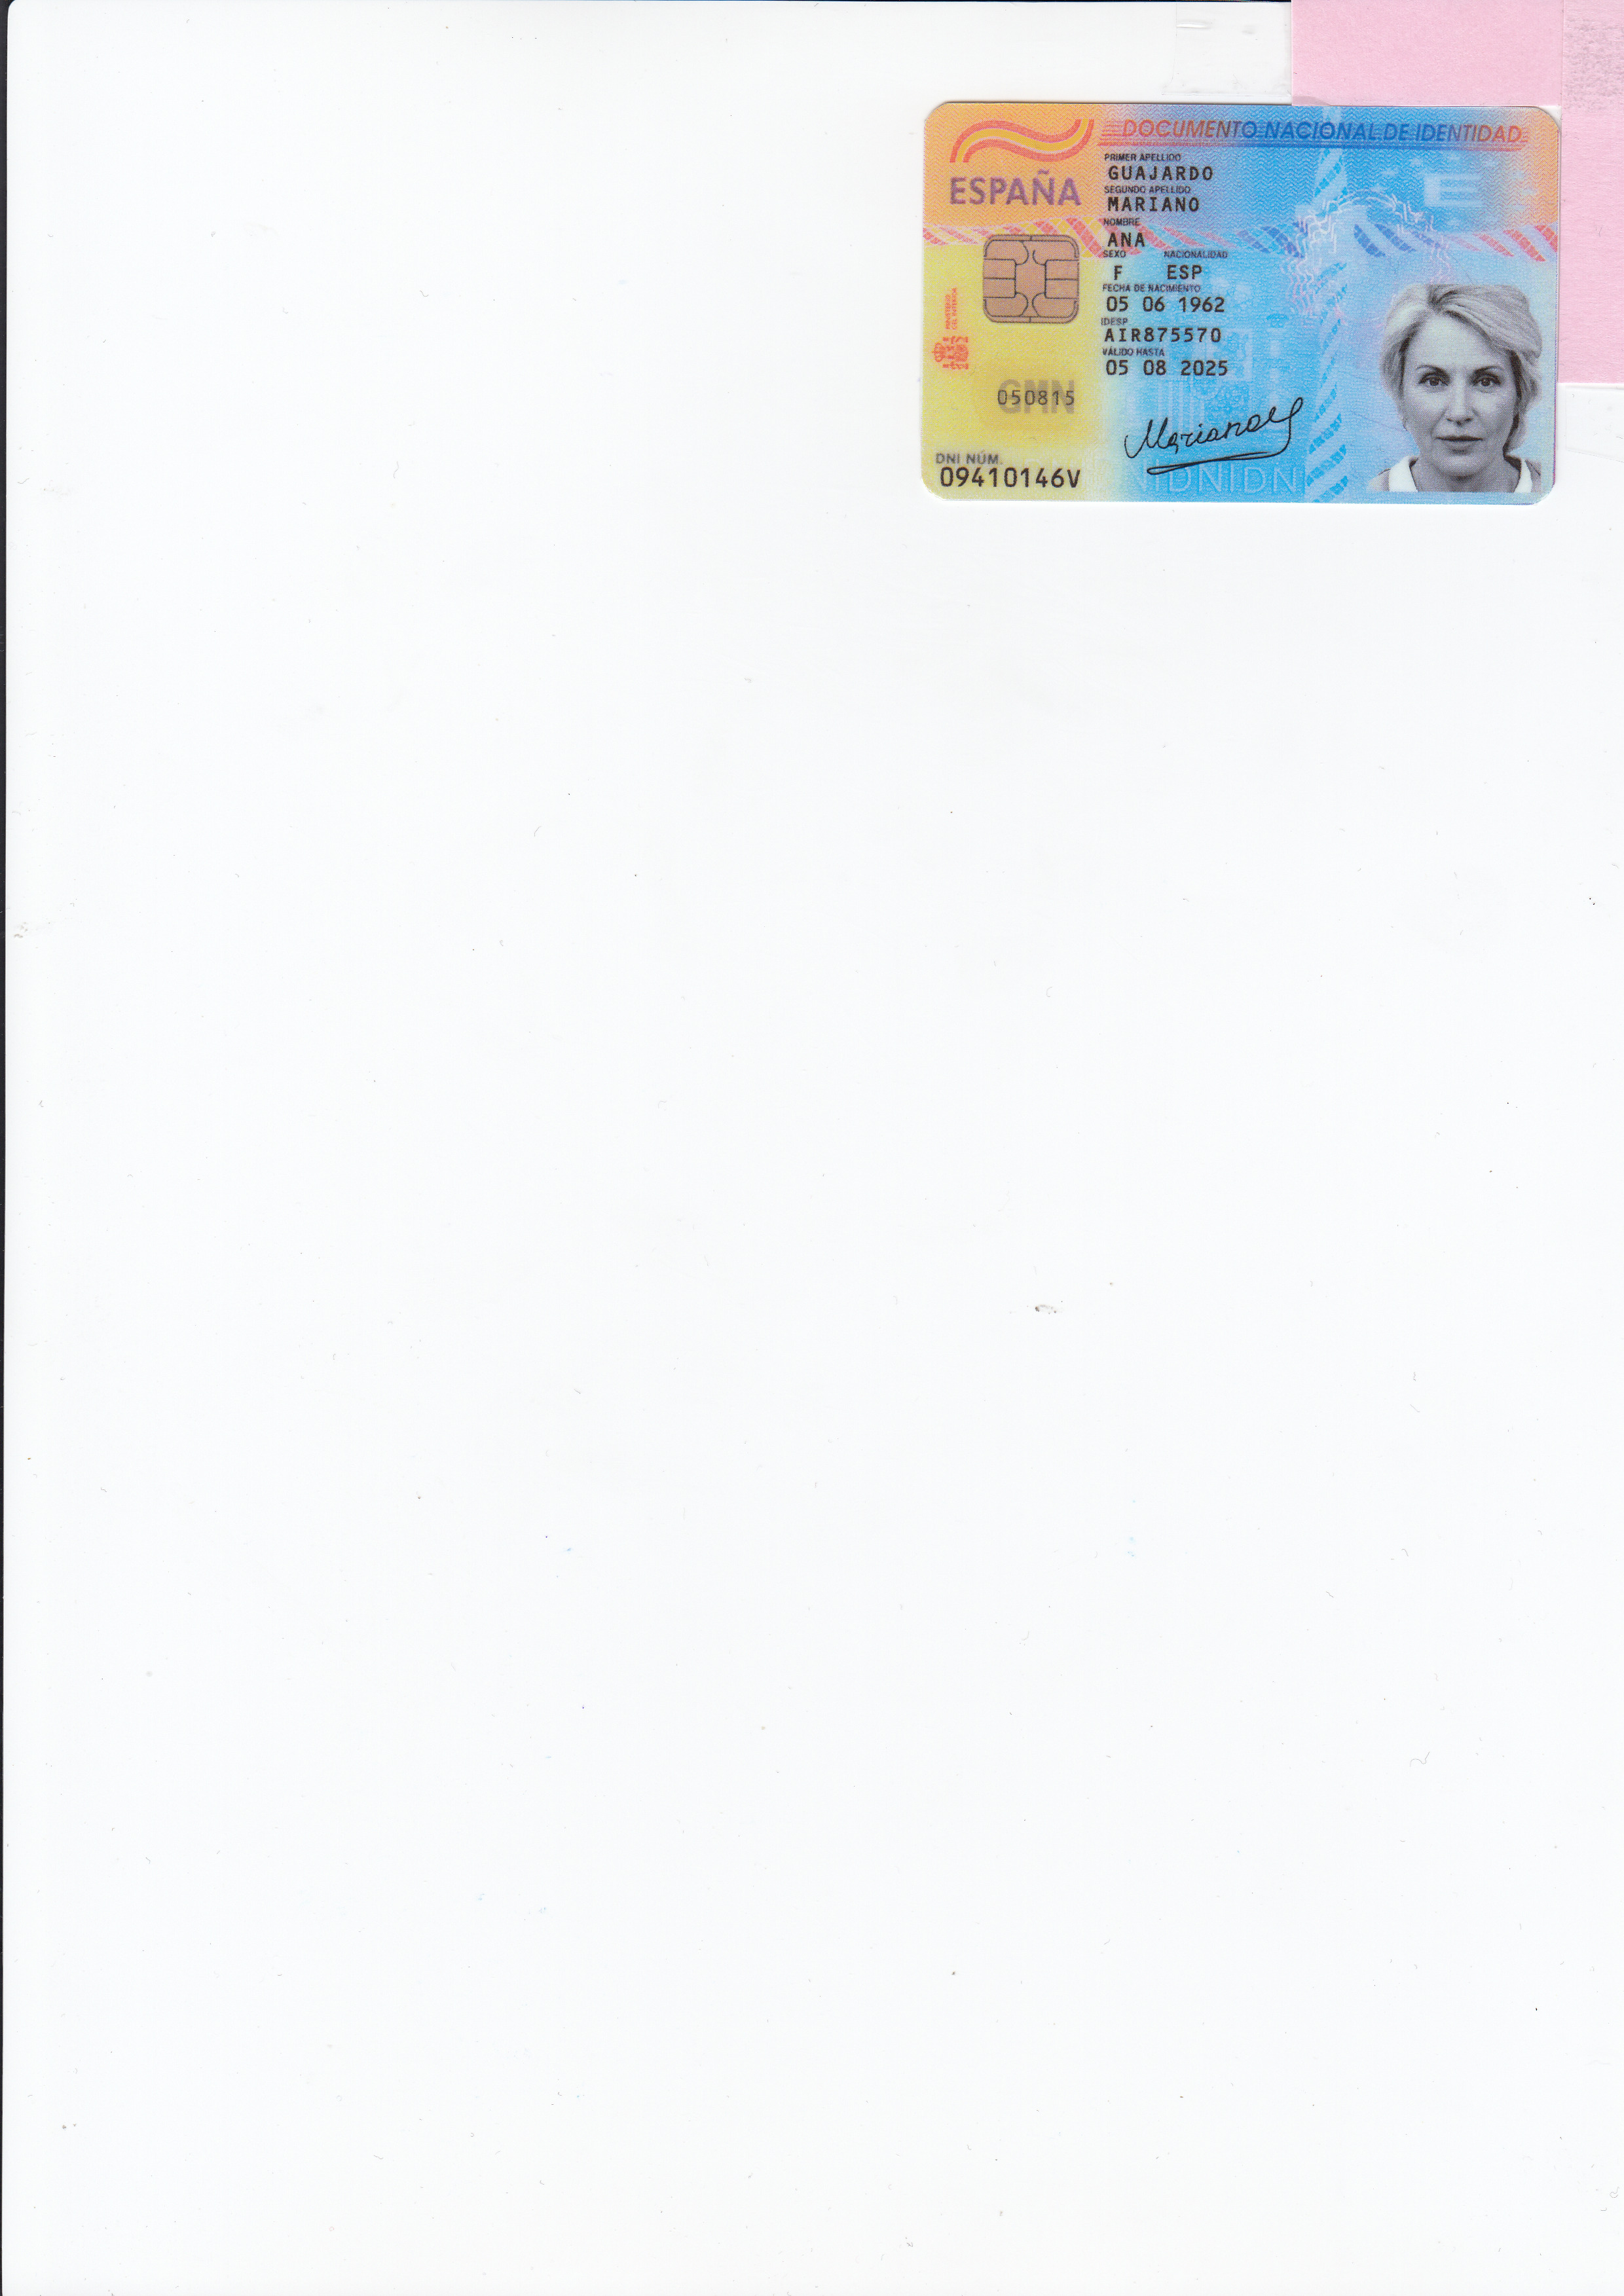 DOCUMENTO NACIONAL DE IDENTIDAD
ESPAÑA
PRIMER APELLIDO
GUAJARDO
SEGUNDO APELLIDO
MARIANO
NOMBRE
ANA
SEXO NACIONALIDAD
F ESP
FECHA DE NACIMIENTO
05 06 1962
IDESP
AIR875570
VÁLIDO HASTA
05 08 2025
MINISTERIO
DEL INTERIOR
GMN
050815
DNI NÚM.
09410146V